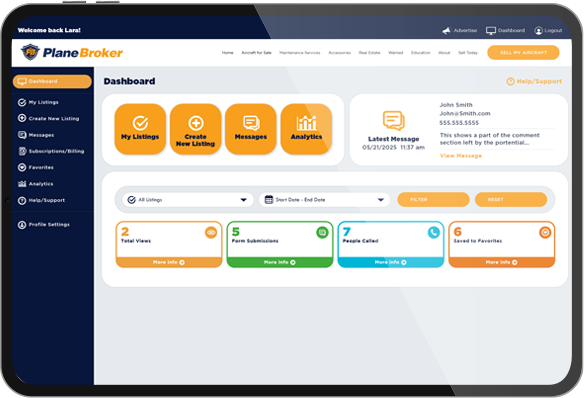 Welcome back Lara!
Advertise
Dashboard
Logout
PlaneBroker
Home Aircraft for Sale Maintenance Services Accessories Real Estate Wanted Education About Sell Today
SELL MY AIRCRAFT
Dashboard
My Listings
Create New Listing
Messages
Subscriptions/Billing
Favorites
Analytics
Help/Support
Profile Settings
Dashboard
Help/Support
My Listings
Create
New Listing
Messages
Analytics
Latest Message
05/21/2025 11:37 am
John Smith
John@Smith.com
555.555.5555
This shows a part of the comment
section left by the portential...
View Message
All Listings
Start Date - End Date
FILTER
RESET
2
Total Views
More Info
5
Form Submissions
More Info
7
People Called
More Info
6
Saved to Favorites
More Info